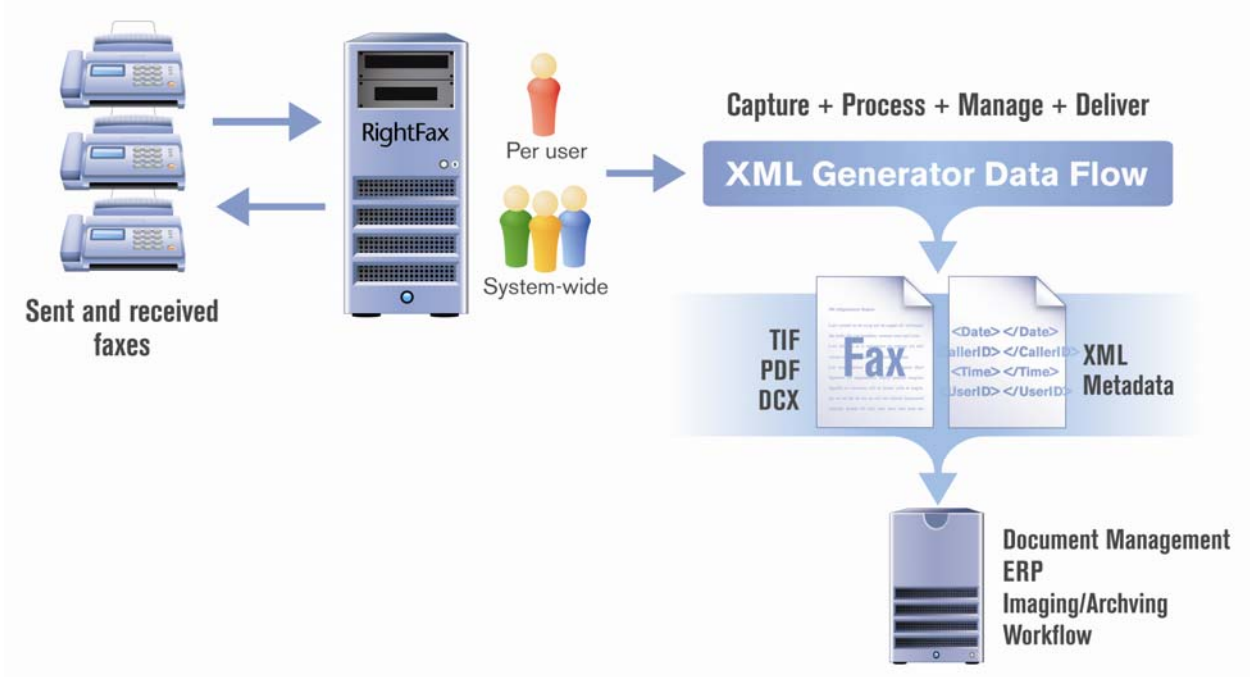 RightFax
Per user
System-wide
Sent and received
faxes
Capture + Process + Manage + Deliver
XML Generator Data Flow
TIF
PDF
DCX
Fax
<Date> </Date>
allerID> </CallerID>
<Time> </Time>
UserID> </UserID>
XML
Metadata
Document Management
ERP
Imaging/Archving
Workflow